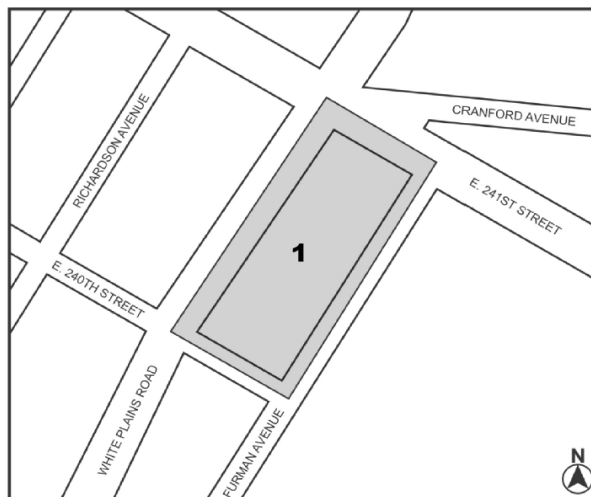 CRANFORD AVENUE
RICHARDSON AVENUE
E. 241ST STREET
1
E. 240TH STREET
WHITE PLAINS ROAD
FURMAN AVENUE
N